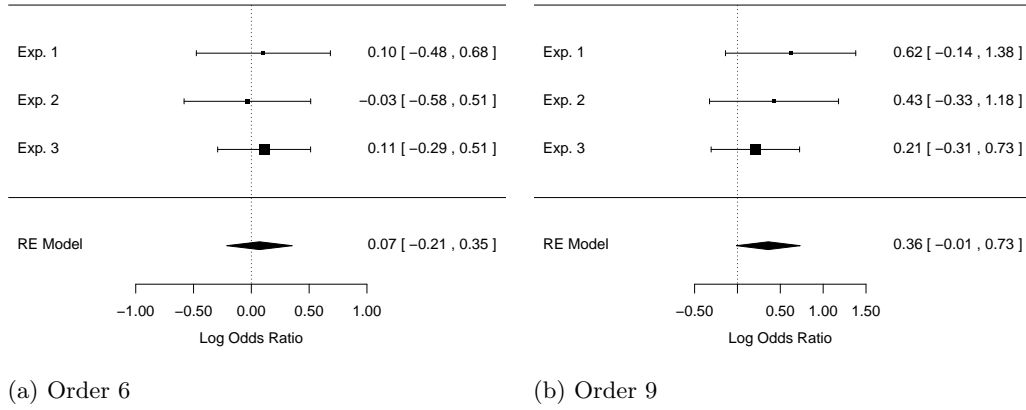 Exp. 1 0.10 [ −0.48 , 0.68 ]
Exp. 2 −0.03 [ −0.58 , 0.51 ]
Exp. 3 0.11 [ −0.29 , 0.51 ]
RE Model 0.07 [ −0.21 , 0.35 ]
−1.00 −0.50 0.00 0.50 1.00
Log Odds Ratio
(a) Order 6
Exp. 1 0.62 [ −0.14 , 1.38 ]
Exp. 2 0.43 [ −0.33 , 1.18 ]
Exp. 3 0.21 [ −0.31 , 0.73 ]
RE Model 0.36 [ −0.01 , 0.73 ]
−0.50 0.50 1.00 1.50
Log Odds Ratio
(b) Order 9